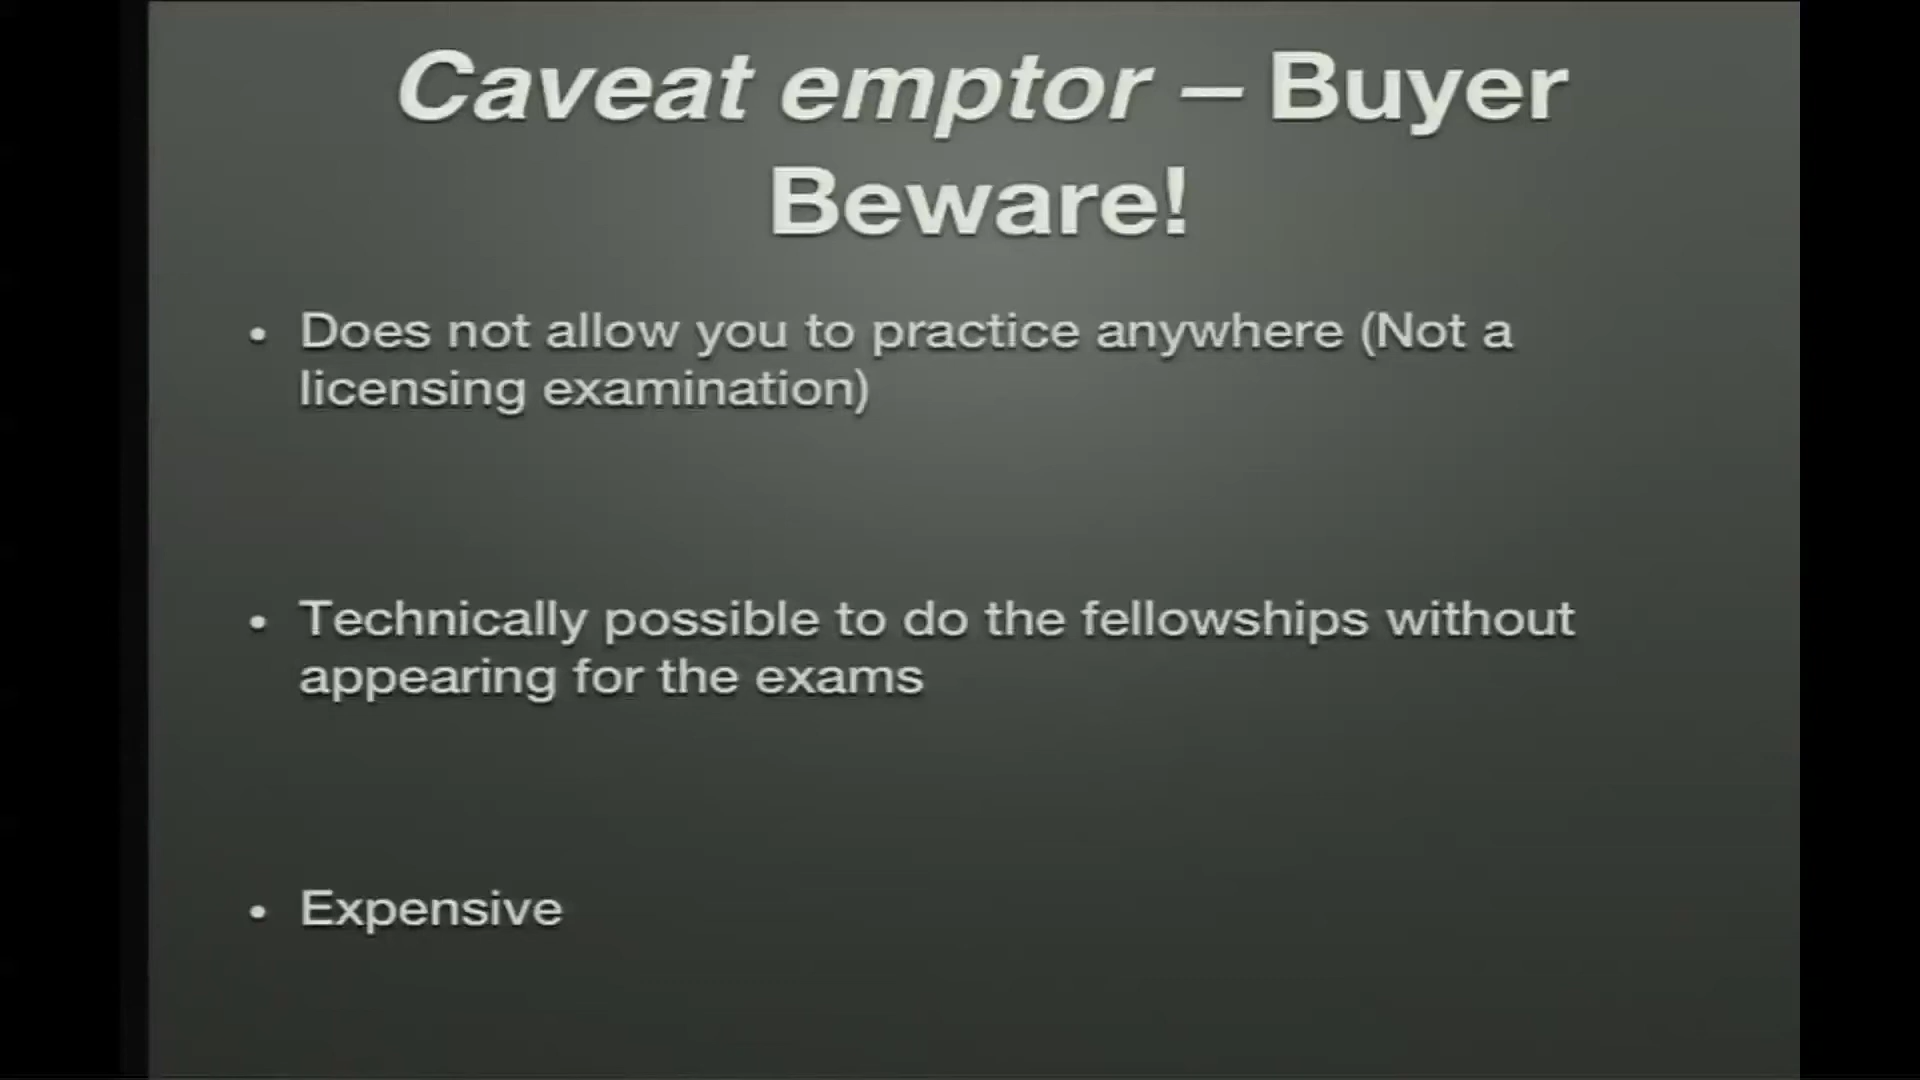 Caveat emptor – Buyer
Beware!
• Does not allow you to practice anywhere (Not a
licensing examination)
• Technically possible to do the fellowships without
appearing for the exams
• Expensive